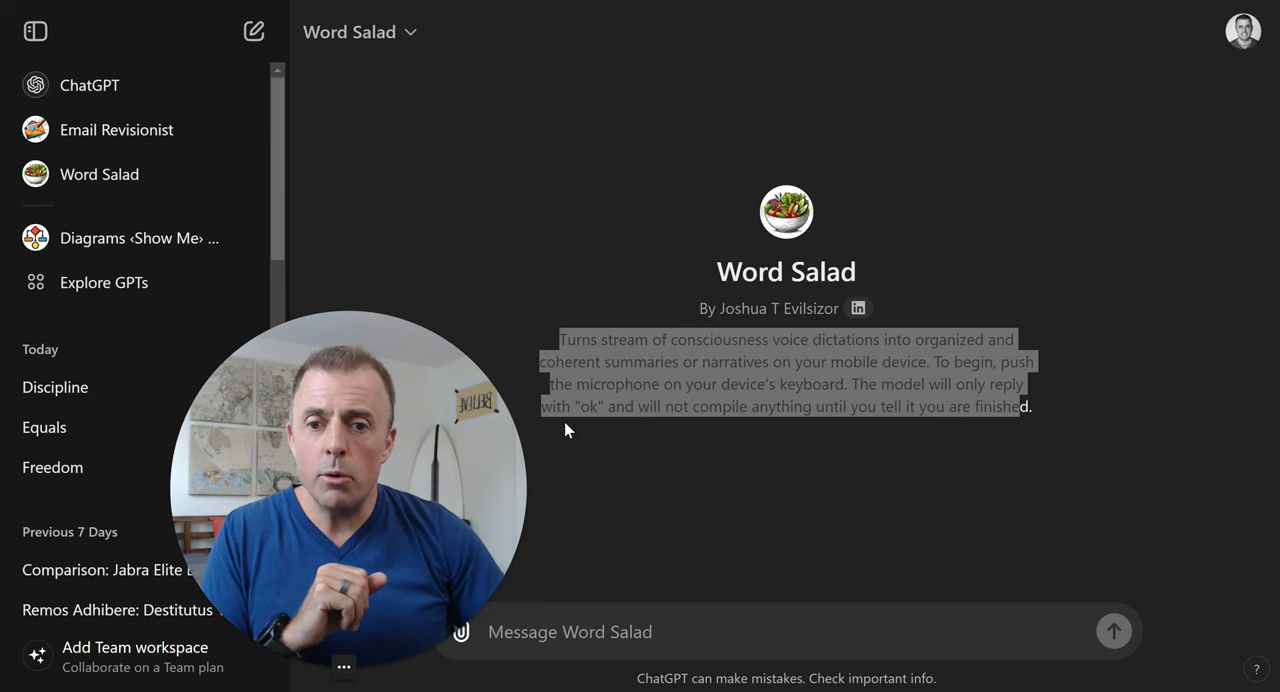 Word Salad
ChatGPT
Email Revisionist
Word Salad
Diagrams ‹Show Me› ...
Explore GPTs
Today
Discipline
Equals
Freedom
Previous 7 Days
Comparison: Jabra Elite
Remos Adhibere: Destitutus
Add Team workspace
Collaborate on a Team plan
Word Salad
By Joshua T Evilsizor in
Turns stream of consciousness voice dictations into organized and
coherent summaries or narratives on your mobile device. To begin, push
the microphone on your device's keyboard. The model will only reply
with "ok" and will not compile anything until you tell it you are finished.
BELIEVE
Message Word Salad
ChatGPT can make mistakes. Check important info.
?